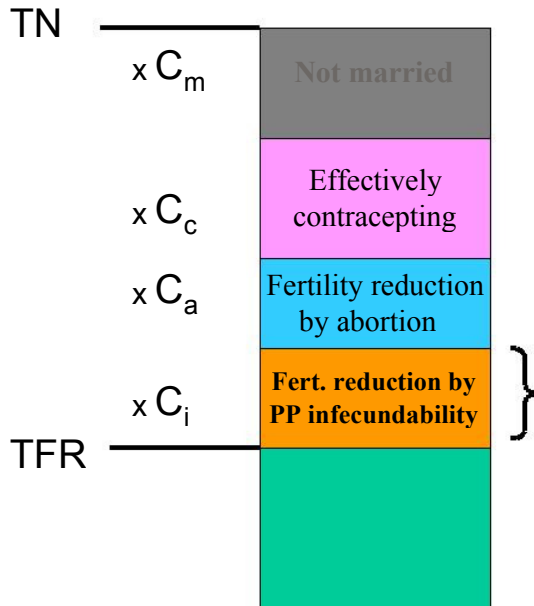 TN
x Cm
Not married
x Cc
Effectively
contracepting
x Ca
Fertility reduction
by abortion
x Ci
Fert. reduction by
PP infecundability
TFR